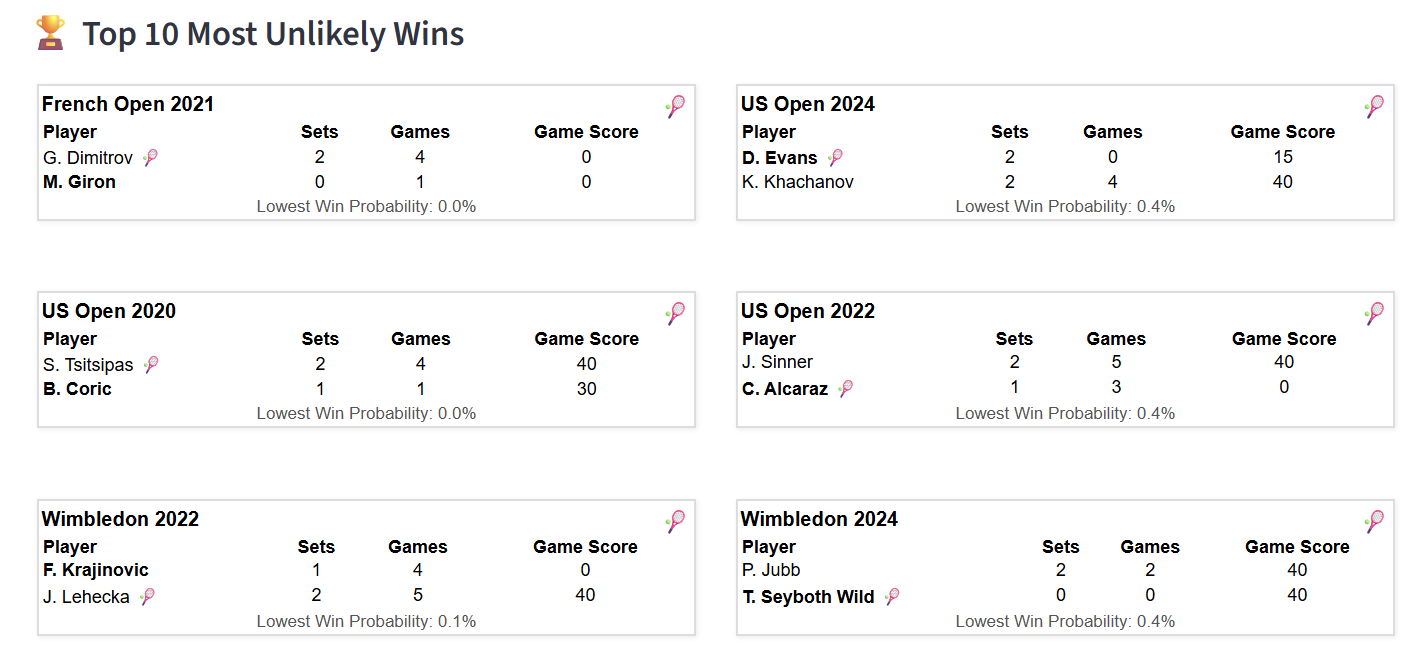 Top 10 Most Unlikely Wins
French Open 2021
Player Sets Games Game Score
G. Dimitrov 2 4 0
M. Giron 0 1 0
Lowest Win Probability: 0.0%
US Open 2024
Player Sets Games Game Score
D. Evans 2 0 15
K. Khachanov 2 4 40
Lowest Win Probability: 0.4%
US Open 2020
Player Sets Games Game Score
S. Tsitsipas 2 4 40
B. Coric 1 1 30
Lowest Win Probability: 0.0%
US Open 2022
Player Sets Games Game Score
J. Sinner 2 5 40
C. Alcaraz 1 3 0
Lowest Win Probability: 0.4%
Wimbledon 2022
Player Sets Games Game Score
F. Krajinovic 1 4 0
J. Lehecka 2 5 40
Lowest Win Probability: 0.1%
Wimbledon 2024
Player Sets Games Game Score
P. Jubb 2 2 40
T. Seyboth Wild 0 0 40
Lowest Win Probability: 0.4%